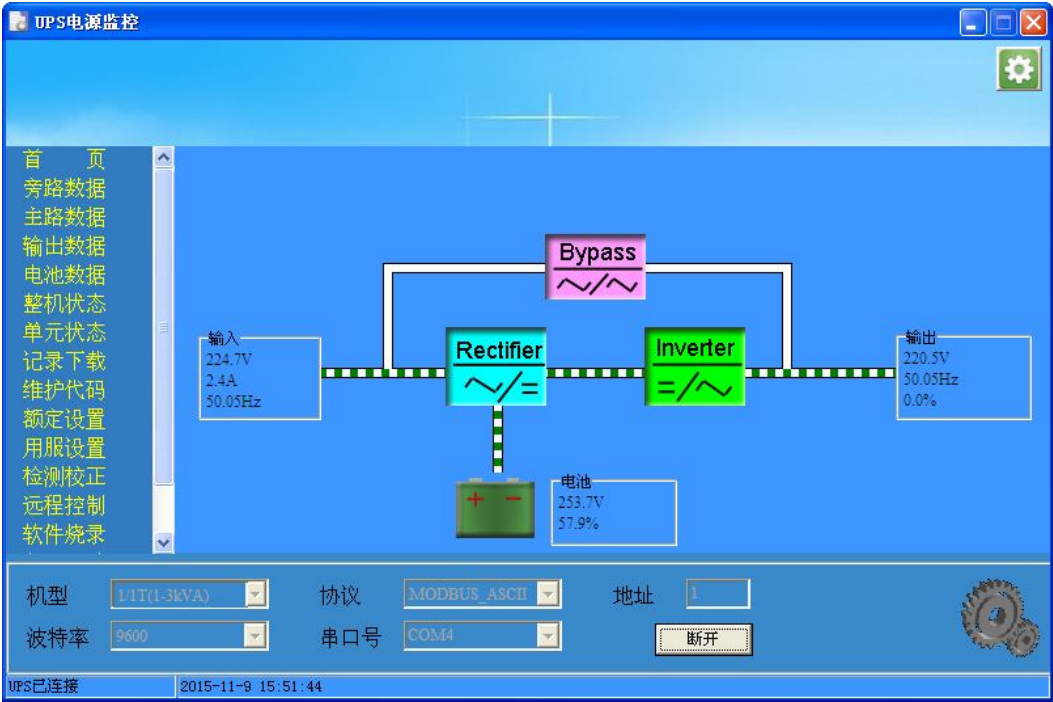 UPS电源监控
首 页
旁路数据
主路数据
输出数据
电池数据
整机状态
单元状态
记录下载
维护代码
额定设置
用服设置
检测校正
远程控制
软件烧录
Bypass
输入
224.7V
2.4A
50.05Hz
Rectifier
Inverter
输出
220.5V
50.05Hz
0.0%
电池
253.7V
57.9%
机型 1/1T(1-3kVA) 协议 MODBUS_ASCII 地址 1
波特率 9600 串口号 COM4 断开
UPS已连接 2015-11-9 15:51:44